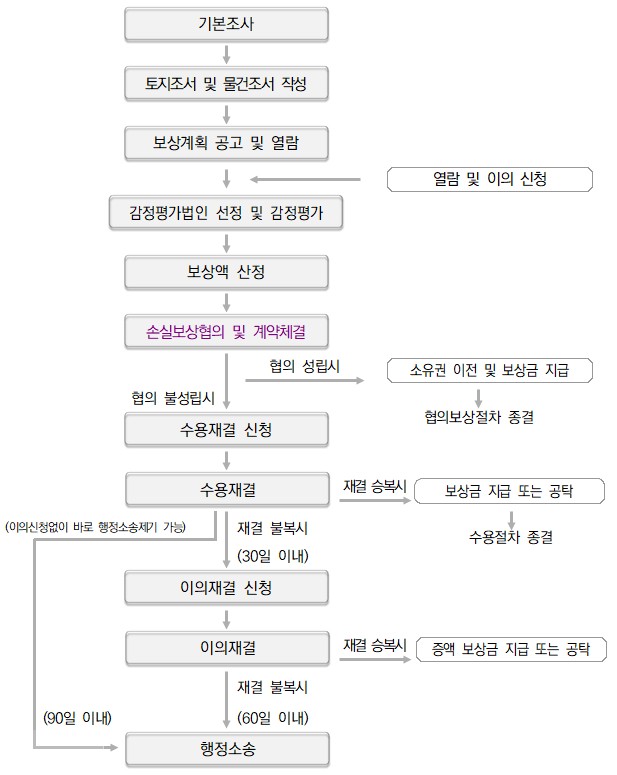 기본조사
토지조서 및 물건조서 작성
보상계획 공고 및 열람
열람 및 이의 신청
감정평가법인 선정 및 감정평가
보상액 산정
손실보상협의 및 계약체결
협의 성립시
소유권 이전 및 보상금 지급
협의 불성립시
협의보상절차 종결
수용재결 신청
수용재결
재결 승복시
보상금 지급 또는 공탁
(이의신청없이 바로 행정소송제기 가능)
재결 불복시
(30일 이내)
수용절차 종결
이의재결 신청
이의재결
재결 승복시
증액 보상금 지급 또는 공탁
재결 불복시
(90일 이내)
(60일 이내)
행정소송